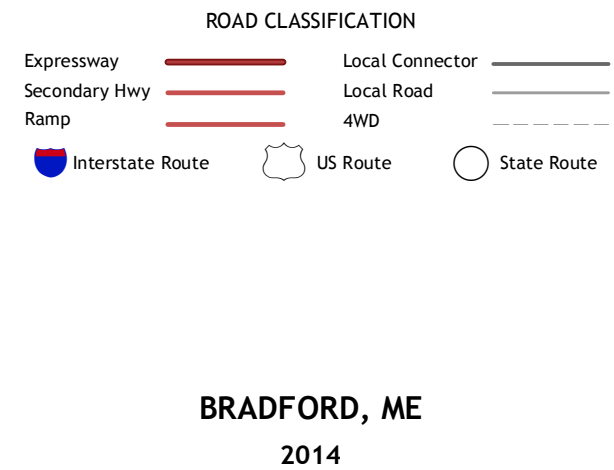 ROAD CLASSIFICATION
Expressway
Local Connector
Secondary Hwy
Local Road
Ramp
4WD
Interstate Route
US Route
State Route
BRADFORD, ME
2014